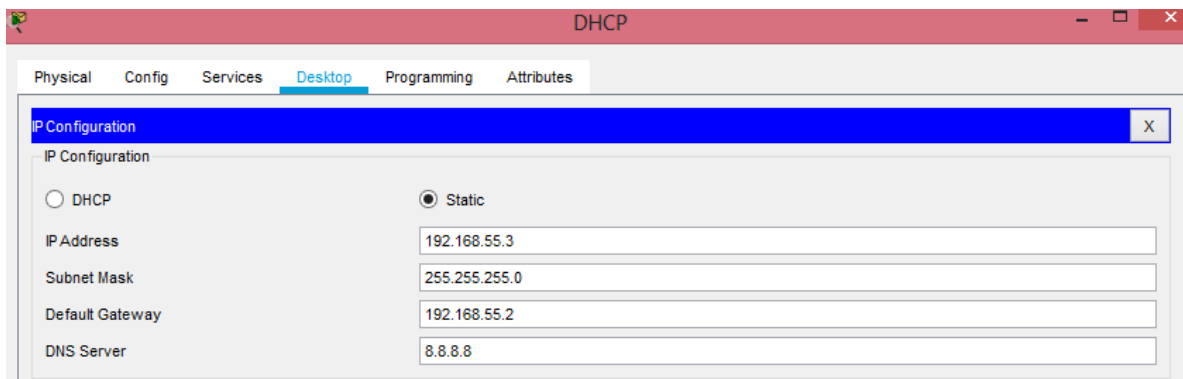 DHCP
Physical Config Services Desktop Programming Attributes
IP Configuration X
IP Configuration
DHCP Static
IP Address 192.168.55.3
Subnet Mask 255.255.255.0
Default Gateway 192.168.55.2
DNS Server 8.8.8.8